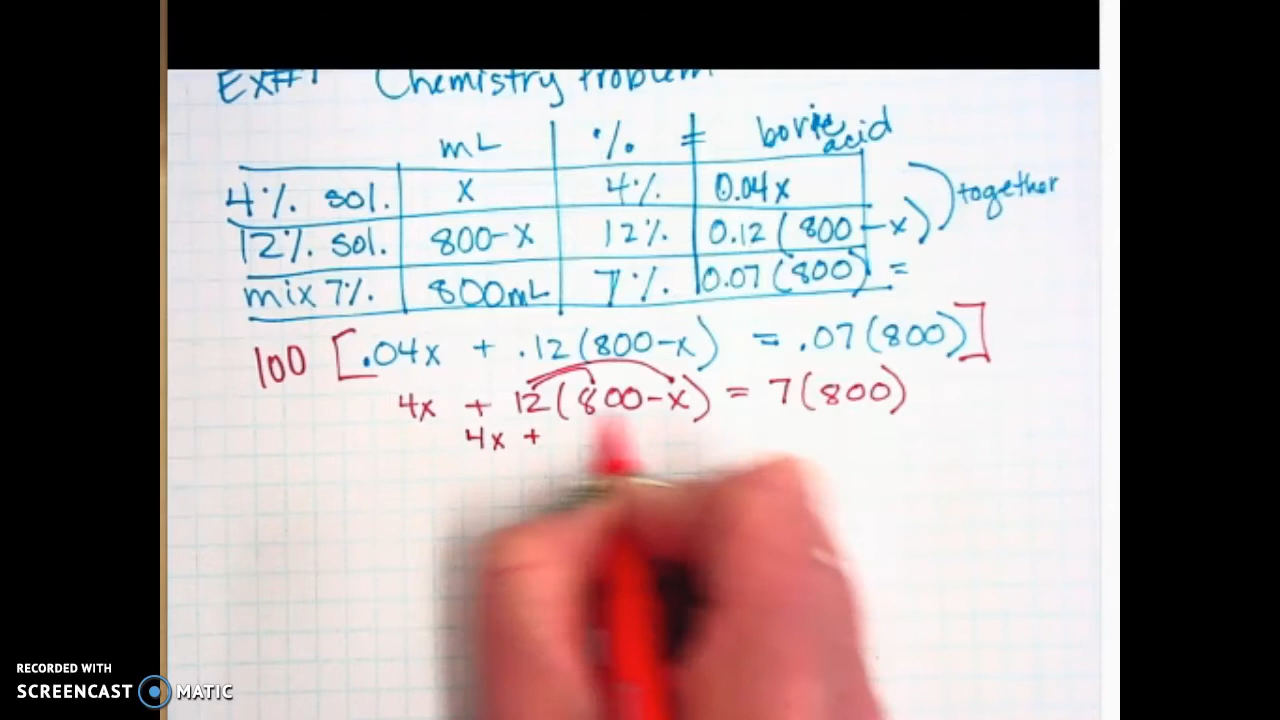 Ex#1 Chemistry Problem
mL % = boric acid
4% sol. x 4% 0.04x
12% sol. 800-x 12% 0.12(800-x) together
mix 7% 800mL 7% 0.07(800) =
100 [.04x + .12(800-x) = .07(800)]
4x + 12(800-x) = 7(800)
4x +
RECORDED WITH
SCREENCAST MATIC